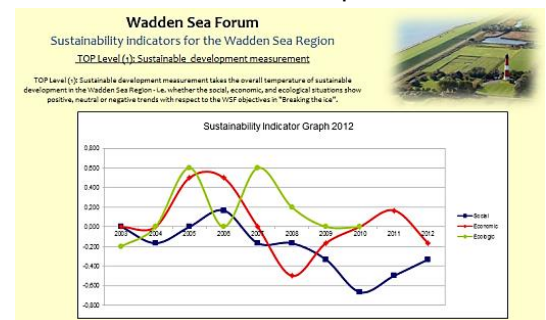 Wadden Sea Forum
Sustainability indicators for the Wadden Sea Region
TOP Level (1): Sustainable development measurement
TOP Level (1): Sustainable development measurement takes the overall temperature of sustainable
development in the Wadden Sea Region - i.e. whether the social, economic, and ecological situations show
positive, neutral or negative trends with respect to the WSF objectives in "Breaking the ice".
Sustainability Indicator Graph 2012
0,800
0,600
0,400
0,200
0,000
2003 2004 2005 2006 2007 2008 2009 2010 2011 2012
-0,200
-0,400
-0,600
-0,800
Social
Economic
Ecologic